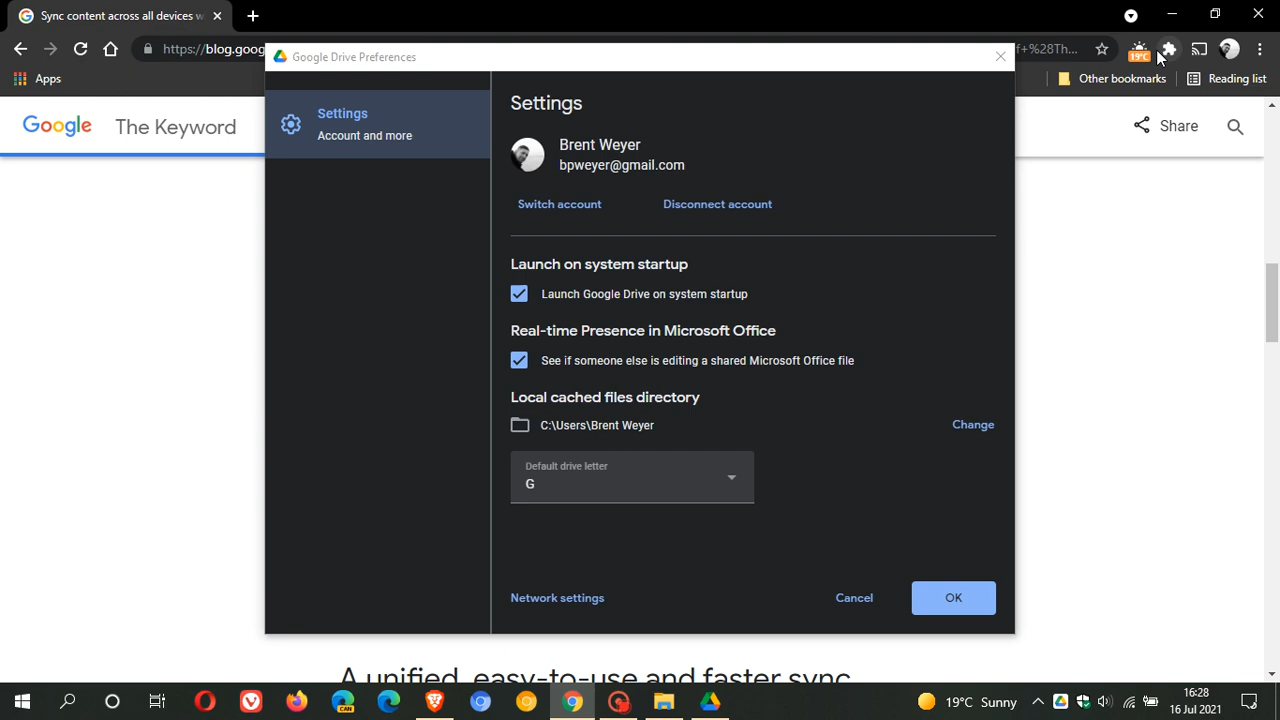 Sync content across all devices w
https://blog.goog
f+%28Th...
19°C
Apps
Other bookmarks
Reading list
Google The Keyword
Share
Google Drive Preferences
Settings
Account and more
Settings
Brent Weyer
bpweyer@gmail.com
Switch account
Disconnect account
Launch on system startup
Launch Google Drive on system startup
Real-time Presence in Microsoft Office
See if someone else is editing a shared Microsoft Office file
Local cached files directory
C:\Users\Brent Weyer
Change
Default drive letter
G
Network settings
Cancel
OK
A unified, easy-to-use and faster sync
CAN
19°C Sunny
16:28
16 Jul 2021